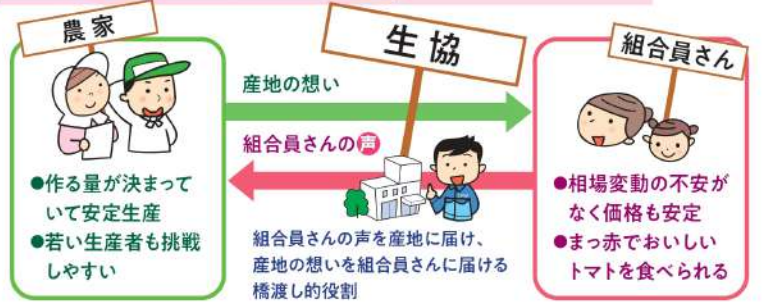 農家
生協
組合員さん
産地の想い
組合員さんの声
●作る量が決まって
いて安定生産
●若い生産者も挑戦
しやすい
組合員さんの声を産地に届け、
産地の想いを組合員さんに届ける
橋渡し的役割
●相場変動の不安が
なく価格も安定
●まっ赤でおいしい
トマトを食べられる